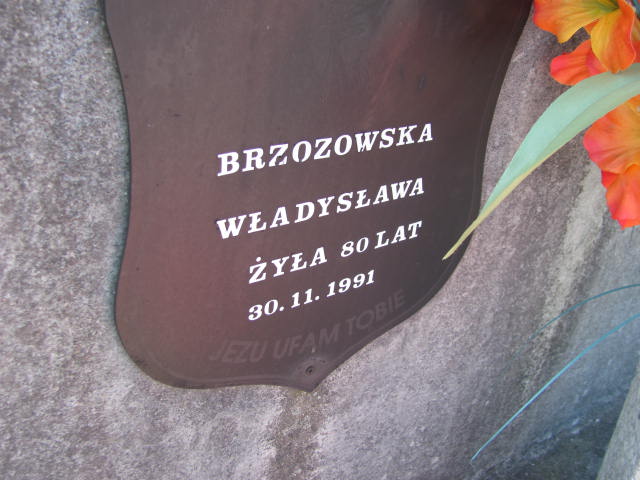 BRZOZOWSKA
WŁADYSŁAWA
ŻYŁA 80 LAT
30.11.1991
JEZU UFAM TOBIE